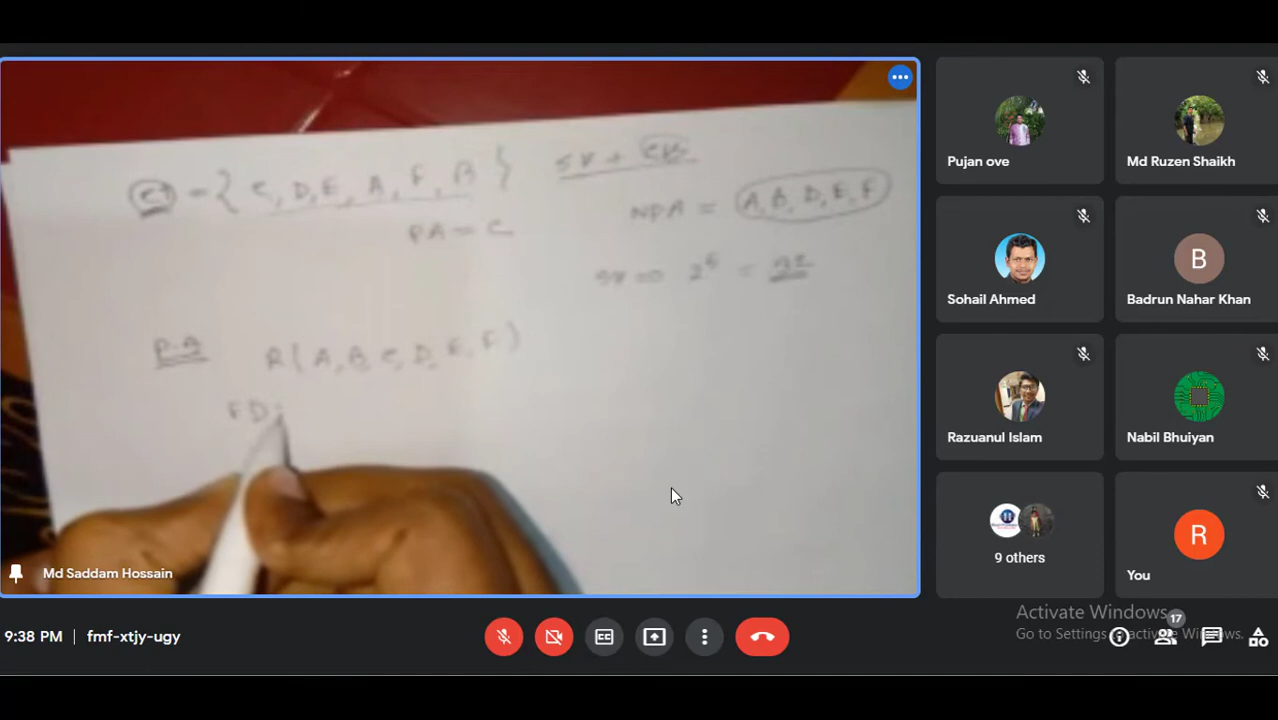 C+ = { C, D, E, A, F, B } SK + CK
PA = C
NPA = A, B, D, E, F
SK => 2^5 = 32
P-A R(A, B, C, D, E, F)
FD:
Md Saddam Hossain
Pujan ove
Md Ruzen Shaikh
Sohail Ahmed
B
Badrun Nahar Khan
Razuanul Islam
Nabil Bhuiyan
9 others
R
You
9:38 PM | fmf-xtjy-ugy
CC
17
Activate Windows
Go to Settings to activate Windows.